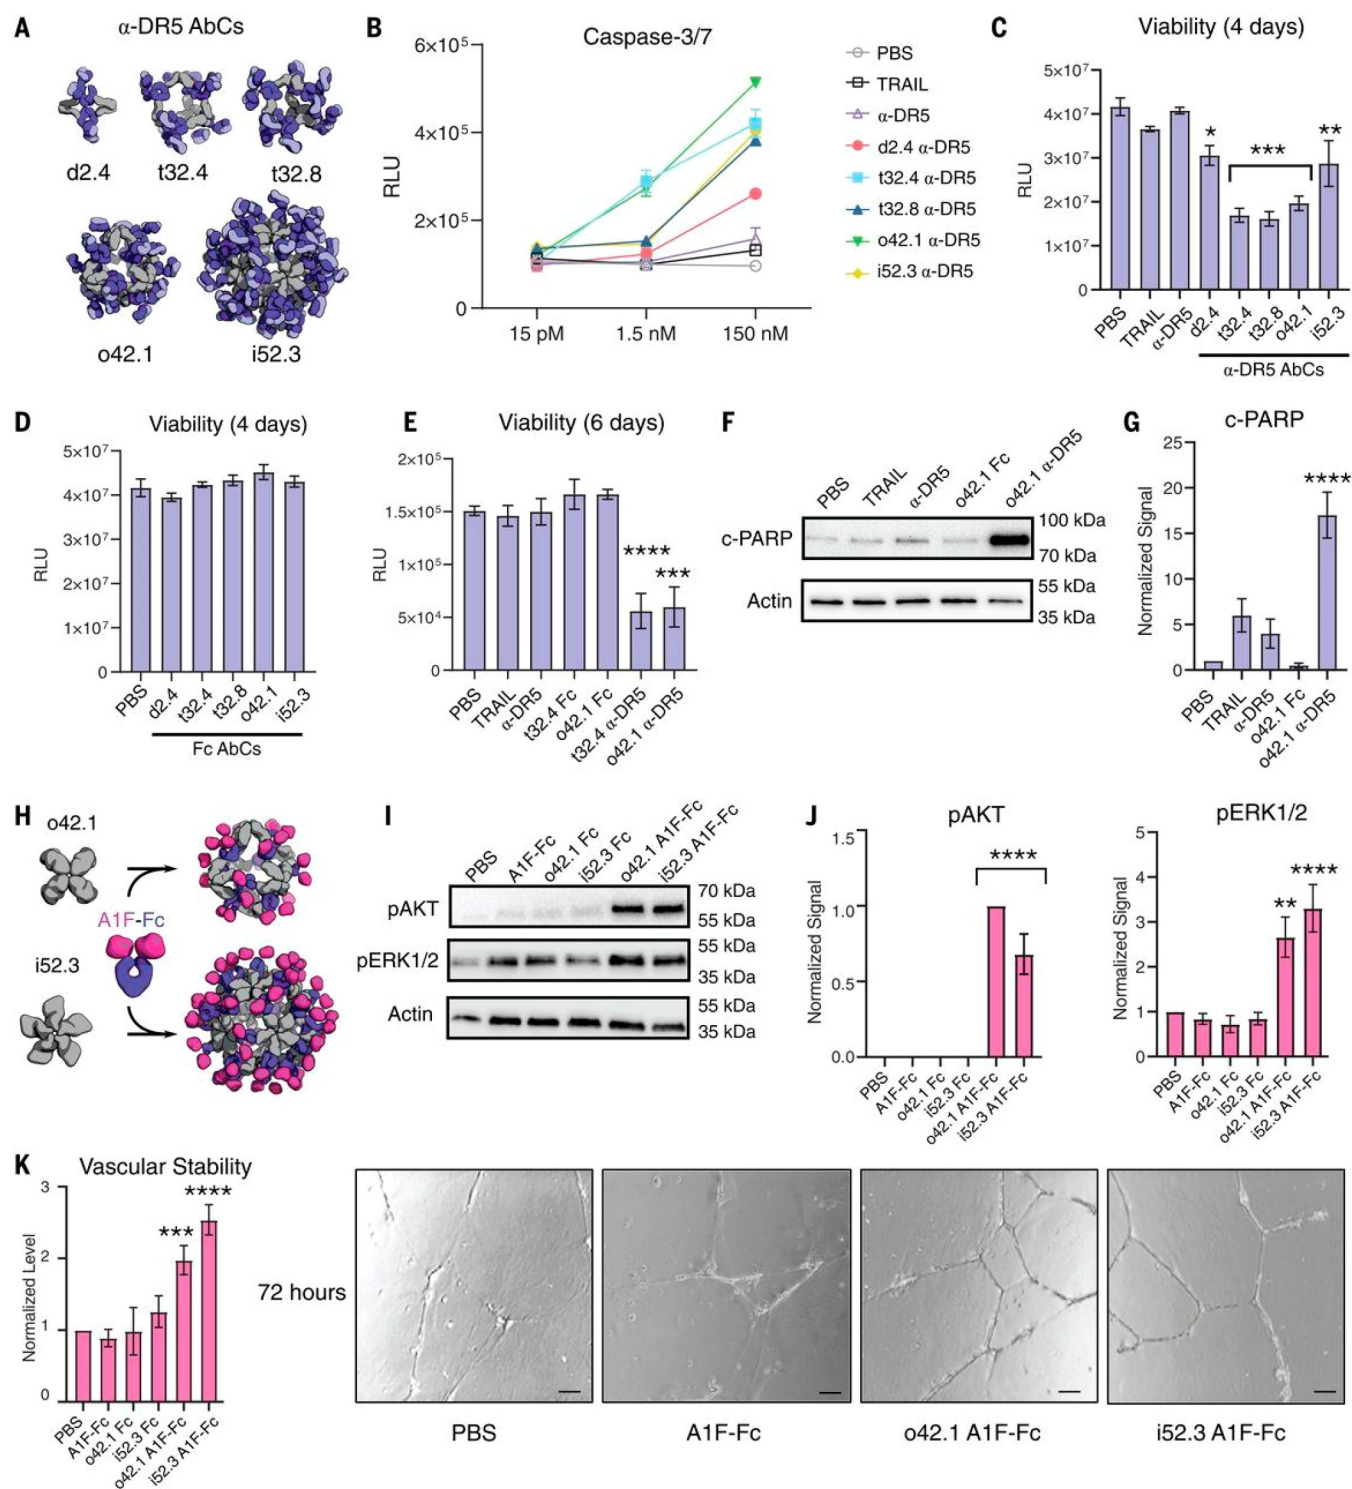 A
α-DR5 AbCs
d2.4
t32.4
t32.8
o42.1
i52.3
B
Caspase-3/7
RLU
6×10⁵
4×10⁵
2×10⁵
0
15 pM
1.5 nM
150 nM
PBS
TRAIL
α-DR5
d2.4 α-DR5
t32.4 α-DR5
t32.8 α-DR5
o42.1 α-DR5
i52.3 α-DR5
C
Viability (4 days)
RLU
5×10⁷
4×10⁷
3×10⁷
2×10⁷
1×10⁷
0
*
***
**
PBS
TRAIL
α-DR5
d2.4
t32.4
t32.8
o42.1
i52.3
α-DR5 AbCs
D
Viability (4 days)
RLU
5×10⁷
4×10⁷
3×10⁷
2×10⁷
1×10⁷
0
PBS
d2.4
t32.4
t32.8
o42.1
i52.3
Fc AbCs
E
Viability (6 days)
RLU
2×10⁵
1.5×10⁵
1×10⁵
5×10⁴
0
****
***
PBS
TRAIL
α-DR5
t32.4 Fc
o42.1 Fc
t32.4 α-DR5
o42.1 α-DR5
F
PBS
TRAIL
α-DR5
o42.1 Fc
o42.1 α-DR5
c-PARP
100 kDa
70 kDa
Actin
55 kDa
35 kDa
G
c-PARP
Normalized Signal
25
20
15
10
5
0
****
PBS
TRAIL
α-DR5
o42.1 Fc
o42.1 α-DR5
H
o42.1
A1F-Fc
i52.3
I
PBS
A1F-Fc
o42.1 Fc
i52.3 Fc
o42.1 A1F-Fc
i52.3 A1F-Fc
pAKT
70 kDa
55 kDa
pERK1/2
55 kDa
35 kDa
Actin
55 kDa
35 kDa
J
pAKT
Normalized Signal
1.5
1.0
0.5
0.0
****
PBS
A1F-Fc
o42.1 Fc
i52.3 Fc
o42.1 A1F-Fc
i52.3 A1F-Fc
pERK1/2
Normalized Signal
5
4
3
2
1
0
**
****
PBS
A1F-Fc
o42.1 Fc
i52.3 Fc
o42.1 A1F-Fc
i52.3 A1F-Fc
K
Vascular Stability
Normalized Level
3
2
1
0
***
****
PBS
A1F-Fc
o42.1 Fc
i52.3 Fc
o42.1 A1F-Fc
i52.3 A1F-Fc
72 hours
PBS
A1F-Fc
o42.1 A1F-Fc
i52.3 A1F-Fc